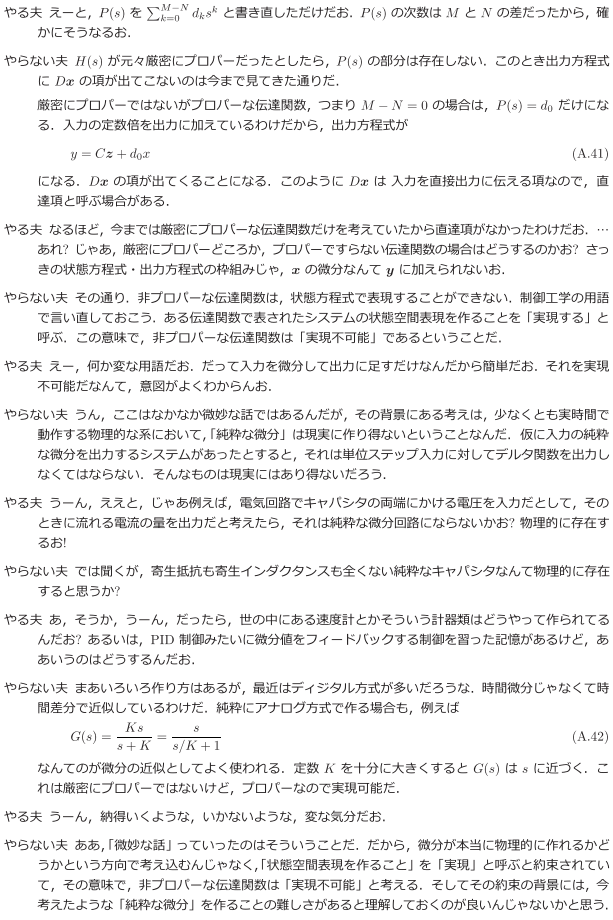 やる夫 えーと，P(s) を ∑_{k=0}^{M−N} d_k s^k と書き直しただけだお．P(s) の次数は M と N の差だったから，確
かにそうなるお．
やらない夫 H(s) が元々厳密にプロパーだったとしたら，P(s) の部分は存在しない．このとき出力方程式
に Dx の項が出てこないのは今まで見てきた通りだ．
厳密にプロパーではないがプロパーな伝達関数，つまり M − N = 0 の場合は，P(s) = d_0 だけにな
る．入力の定数倍を出力に加えているわけだから，出力方程式が
y = Cz + d_0x (A.41)
になる．Dx の項が出てくることになる．このように Dx は 入力を直接出力に伝える項なので，直
達項と呼ぶ場合がある．
やる夫 なるほど，今までは厳密にプロパーな伝達関数だけを考えていたから直達項がなかったわけだお．…
あれ? じゃあ，厳密にプロパーどころか，プロパーですらない伝達関数の場合はどうするのかお? さっ
きの状態方程式・出力方程式の枠組みじゃ，x の微分なんて y に加えられないお．
やらない夫 その通り．非プロパーな伝達関数は，状態方程式で表現することができない．制御工学の用語
で言い直しておこう．ある伝達関数で表されたシステムの状態空間表現を作ることを「実現する」と
呼ぶ．この意味で，非プロパーな伝達関数は「実現不可能」であるということだ．
やる夫 えー，何か変な用語だお．だって入力を微分して出力に足すだけなんだから簡単だお．それを実現
不可能だなんて，意図がよくわからんお．
やらない夫 うん，ここはなかなか微妙な話ではあるんだが，その背景にある考えは，少なくとも実時間で
動作する物理的な系において，「純粋な微分」は現実に作り得ないということなんだ．仮に入力の純粋
な微分を出力するシステムがあったとすると，それは単位ステップ入力に対してデルタ関数を出力し
なくてはならない．そんなものは現実にはあり得ないだろう．
やる夫 うーん，ええと，じゃあ例えば，電気回路でキャパシタの両端にかける電圧を入力だとして，その
ときに流れる電流の量を出力だと考えたら，それは純粋な微分回路にならないかお? 物理的に存在す
るお!
やらない夫 では聞くが，寄生抵抗も寄生インダクタンスも全くない純粋なキャパシタなんて物理的に存在
すると思うか?
やる夫 あ，そうか，うーん，だったら，世の中にある速度計とかそういう計器類はどうやって作られてる
んだお? あるいは，PID 制御みたいに微分値をフィードバックする制御を習った記憶があるけど，あ
あいうのはどうするんだお．
やらない夫 まあいろいろ作り方はあるが，最近はディジタル方式が多いだろうな．時間微分じゃなくて時
間差分で近似しているわけだ．純粋にアナログ方式で作る場合も，例えば
G(s) = Ks/(s + K) = s/(s/K + 1) (A.42)
なんてのが微分の近似としてよく使われる．定数 K を十分に大きくすると G(s) は s に近づく．こ
れは厳密にプロパーではないけど，プロパーなので実現可能だ．
やる夫 うーん，納得いくような，いかないような，変な気分だお．
やらない夫 ああ，「微妙な話」っていったのはそういうことだ．だから，微分が本当に物理的に作れるかど
うかという方向で考え込むんじゃなく，「状態空間表現を作ること」を「実現」と呼ぶと約束されてい
て，その意味で，非プロパーな伝達関数は「実現不可能」と考える．そしてその約束の背景には，今
考えたような「純粋な微分」を作ることの難しさがあると理解しておくのが良いんじゃないかと思う．